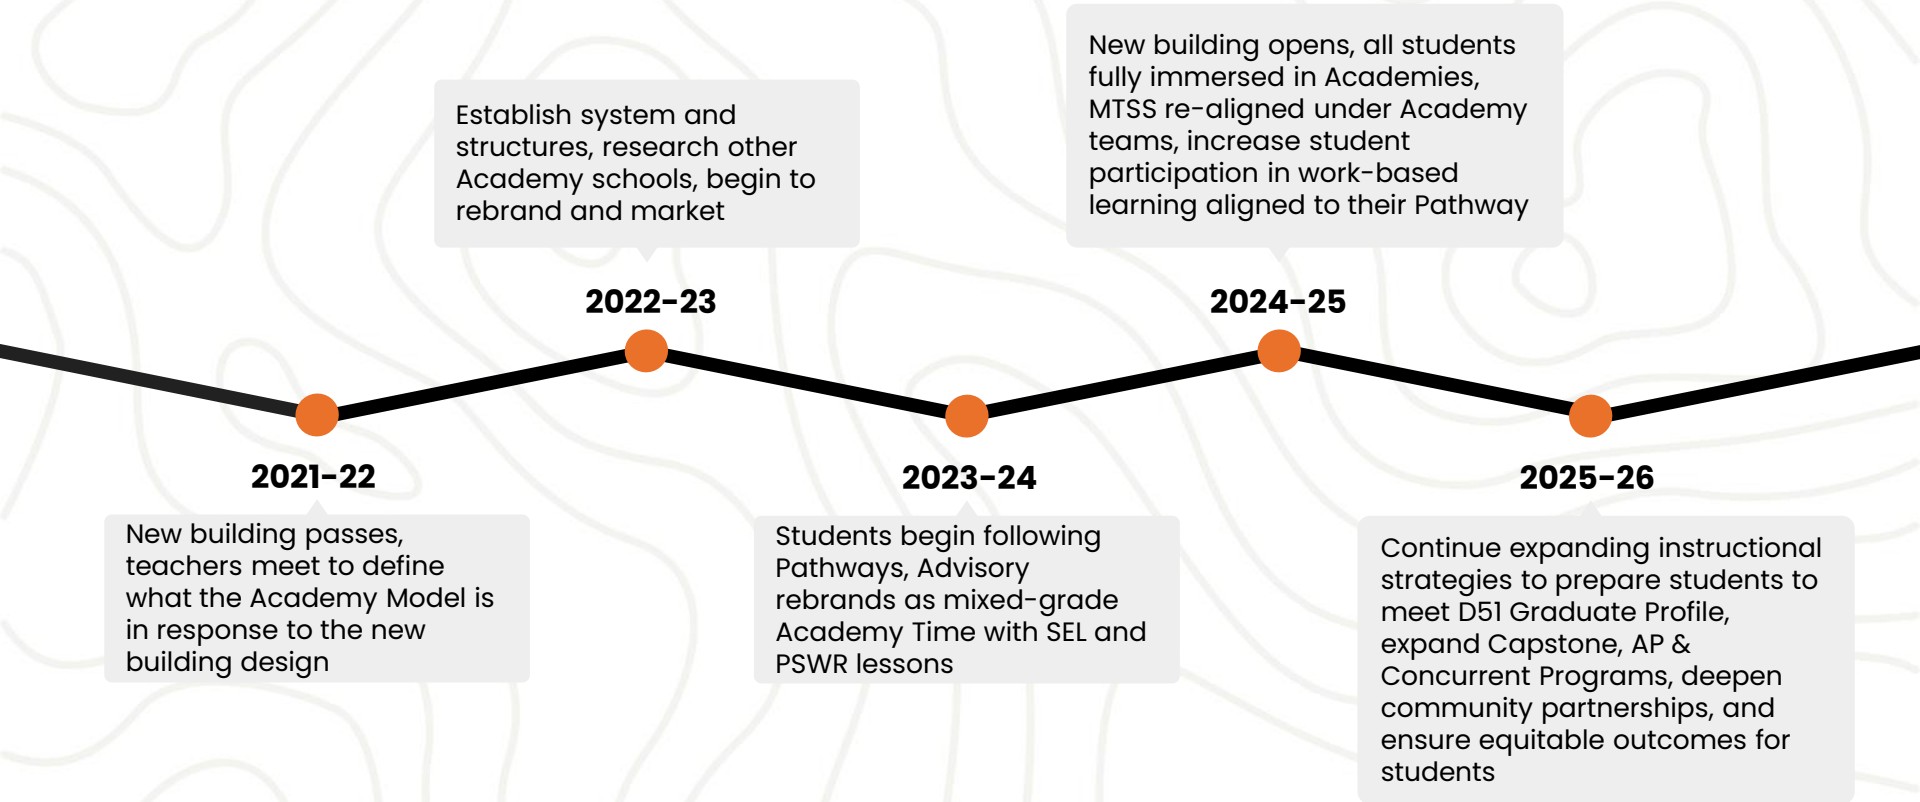 2021-22
New building passes,
teachers meet to define
what the Academy Model is
in response to the new
building design
Establish system and
structures, research other
Academy schools, begin to
rebrand and market
2022-23
2023-24
Students begin following
Pathways, Advisory
rebrands as mixed-grade
Academy Time with SEL and
PSWR lessons
New building opens, all students
fully immersed in Academies,
MTSS re-aligned under Academy
teams, increase student
participation in work-based
learning aligned to their Pathway
2024-25
2025-26
Continue expanding instructional
strategies to prepare students to
meet D51 Graduate Profile,
expand Capstone, AP &
Concurrent Programs, deepen
community partnerships, and
ensure equitable outcomes for
students